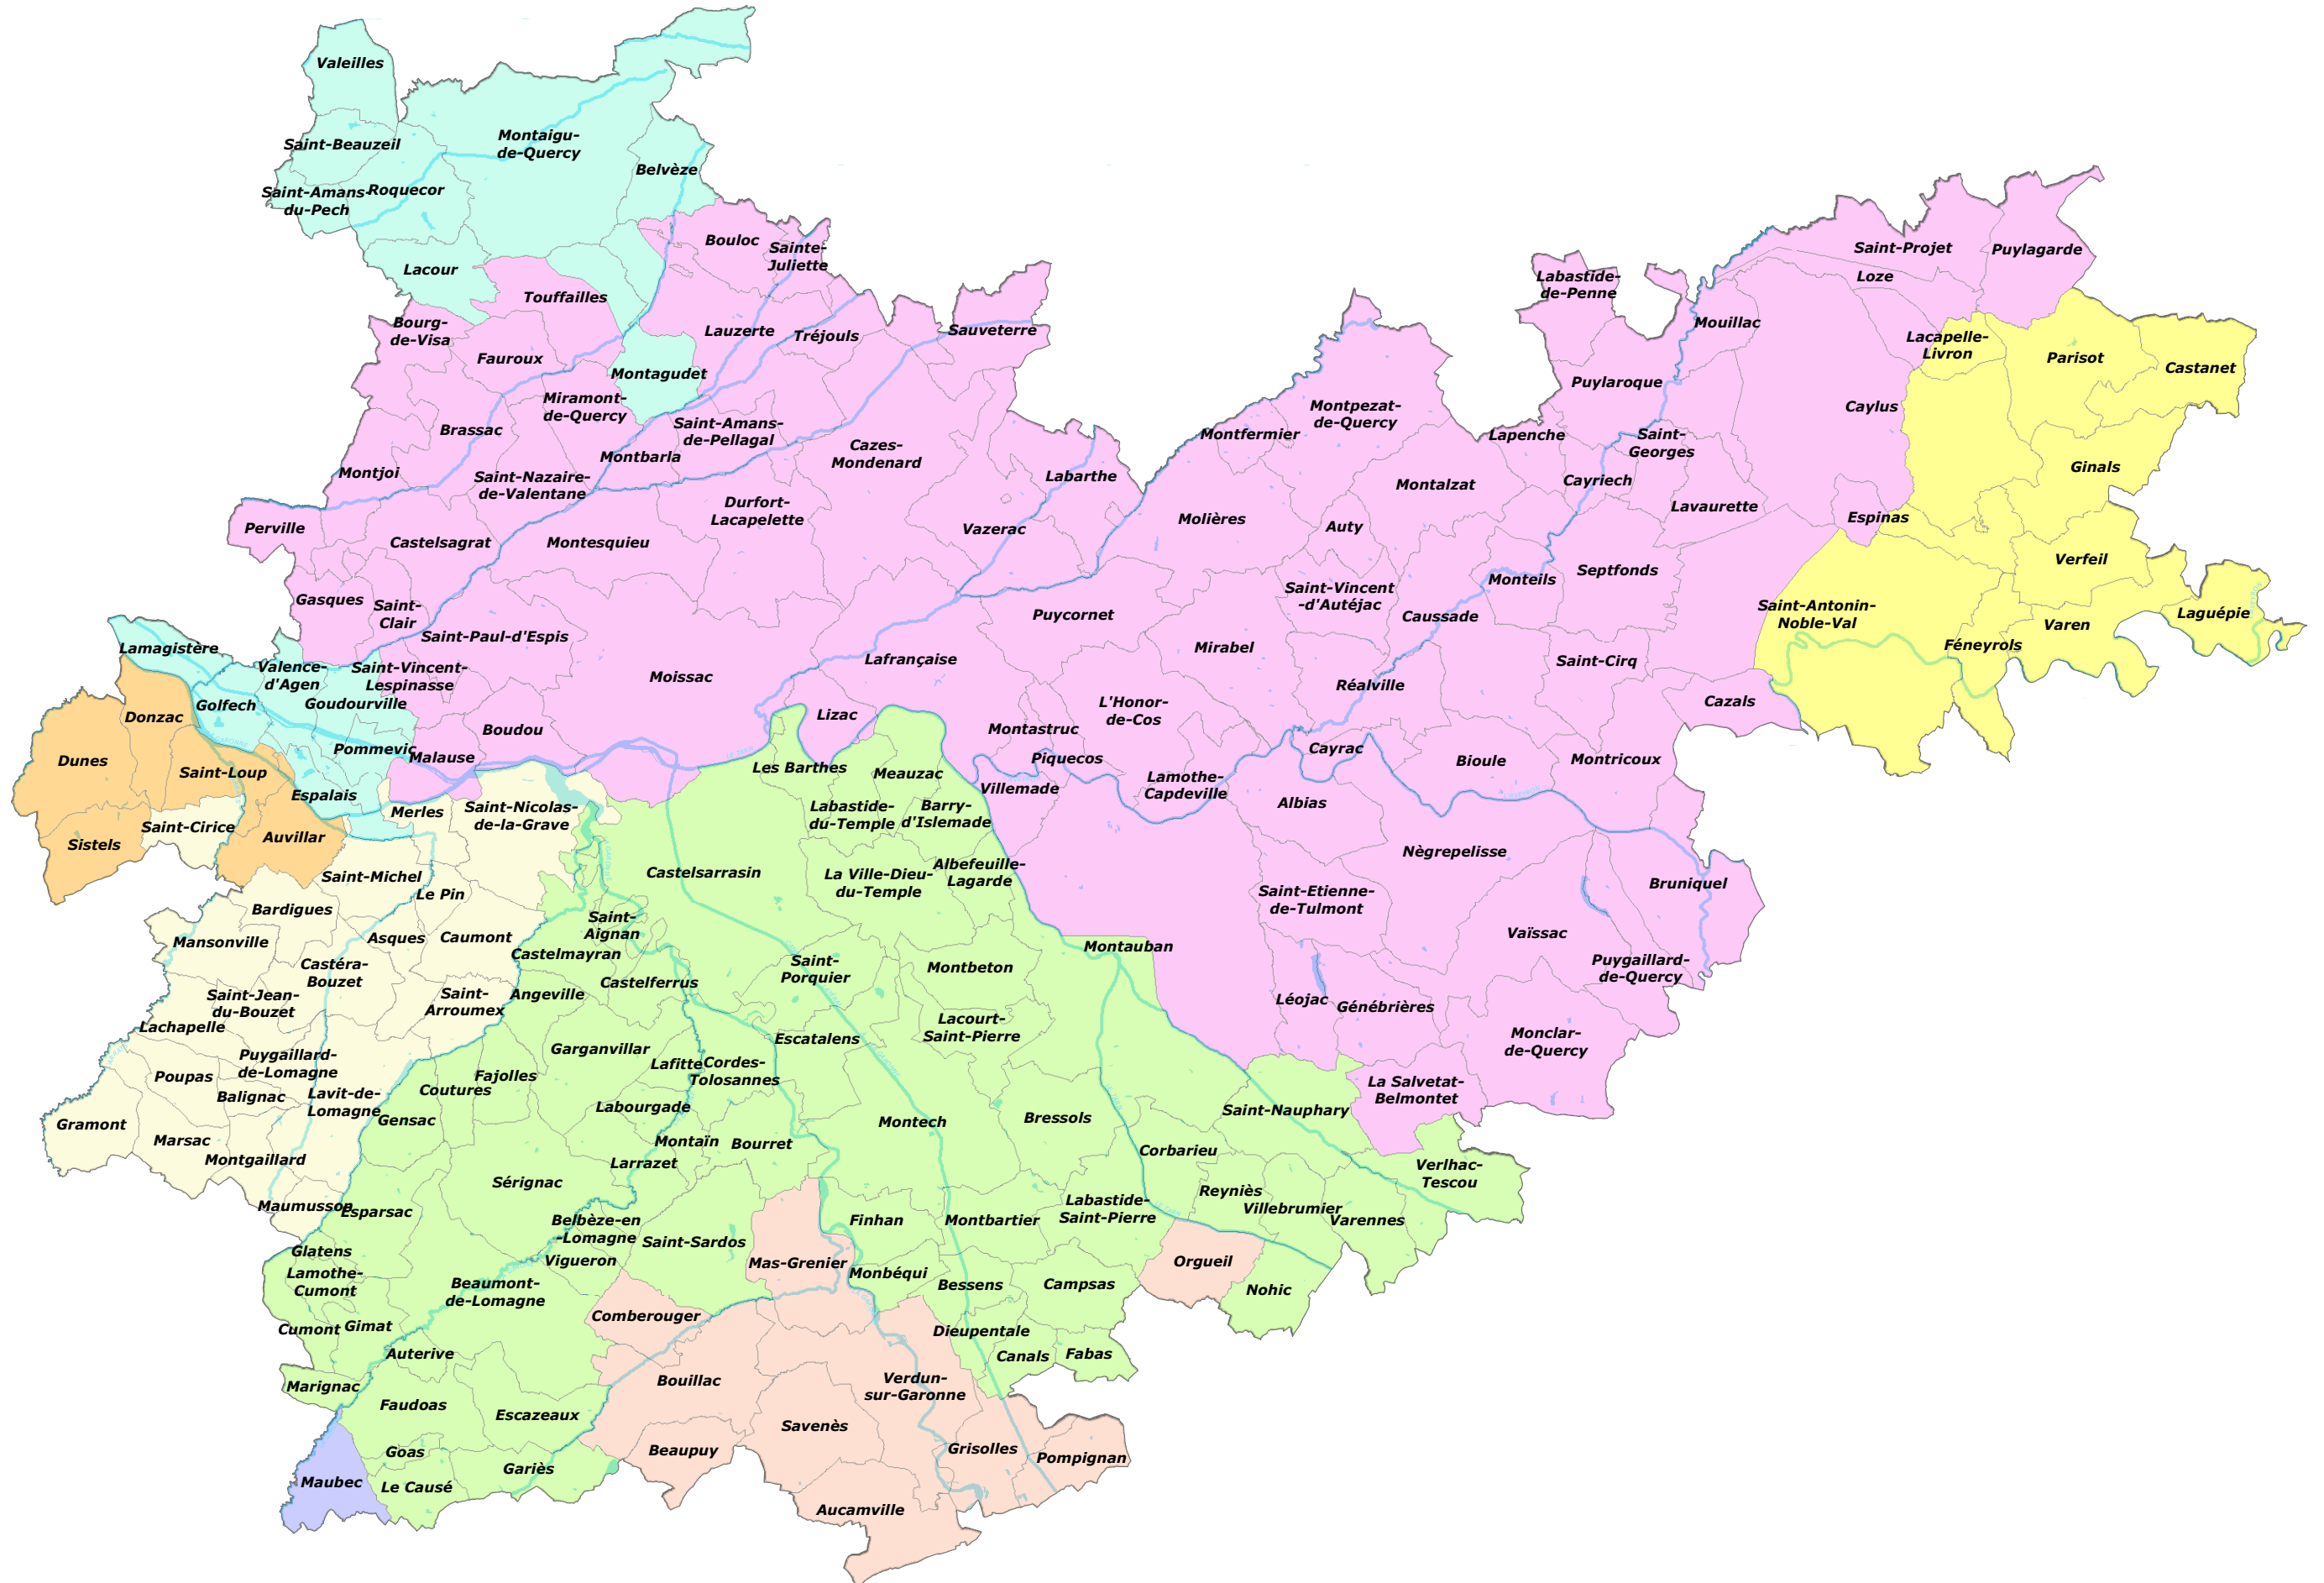 Valeilles
Saint-Beauzeil
Montaigu-
de-Quercy
Belvèze
Saint-Amans-
du-Pech
Roquecor
Lacour
Bouloc
Sainte-
Juliette
Touffailles
Bourg-
de-Visa
Fauroux
Lauzerte
Tréjouls
Sauveterre
Montagudet
Miramont-
de-Quercy
Brassac
Saint-Amans-
de-Pellagal
Cazes-
Mondenard
Montbarla
Montjoi
Saint-Nazaire-
de-Valentane
Durfort-
Lacapelette
Labarthe
Vazerac
Perville
Castelsagrat
Montesquieu
Gasques
Saint-
Clair
Saint-Paul-d'Espis
Moissac
Lafrançaise
Puycornet
Saint-Projet
Puylagarde
Loze
Labastide-
de-Penne
Mouillac
Lacapelle-
Livron
Parisot
Castanet
Puylaroque
Caylus
Montpezat-
de-Quercy
Montfermier
Lapenche
Saint-
Georges
Cayriech
Lavaurette
Espinas
Ginals
Montalzat
Molières
Auty
Verfeil
Monteils
Septfonds
Saint-Vincent
-d'Autéjac
Caussade
Saint-Antonin-
Noble-Val
Féneyrols
Varen
Laguépie
Mirabel
Saint-Cirq
Réalville
Cazals
L'Honor-
de-Cos
Montastruc
Piquecos
Lamothe-
Capdeville
Cayrac
Bioule
Montricoux
Villemade
Albias
Nègrepelisse
Bruniquel
Saint-Etienne-
de-Tulmont
Vaïssac
Puygaillard-
de-Quercy
Léojac
Génébrières
Monclar-
de-Quercy
La Salvetat-
Belmontet
Lamagistère
Valence-
d'Agen
Saint-Vincent-
Lespinasse
Goudourville
Golfech
Donzac
Dunes
Saint-Loup
Pommevic
Malause
Boudou
Lizac
Espalais
Merles
Saint-Nicolas-
de-la-Grave
Saint-Cirice
Auvillar
Sistels
Les Barthes
Meauzac
Labastide-
du-Temple
Barry-
d'Islemade
Castelsarrasin
La Ville-Dieu-
du-Temple
Albefeuille-
Lagarde
Saint-Michel
Le Pin
Bardigues
Mansonville
Asques
Caumont
Castéra-
Bouzet
Saint-
Aignan
Castelmayran
Castelferrus
Saint-
Porquier
Montbeton
Montauban
Saint-Jean-
du-Bouzet
Saint-
Arroumex
Angeville
Lachapelle
Lacourt-
Saint-Pierre
Escatalens
Garganvillar
Lafitte
Cordes-
Tolosannes
Puygaillard-
de-Lomagne
Poupas
Balignac
Lavit-de-
Lomagne
Coutures
Fajolles
Labourgade
Gensac
Gramont
Marsac
Montgaillard
Montaïn
Bourret
Montech
Bressols
Saint-Nauphary
Corbarieu
Larrazet
Sérignac
Verlhac-
Tescou
Reyniès
Villebrumier
Varennes
Labastide-
Saint-Pierre
Maumusson
Esparsac
Belbèze-en
-Lomagne
Vigueron
Saint-Sardos
Finhan
Montbartier
Glatens
Lamothe-
Cumont
Beaumont-
de-Lomagne
Mas-Grenier
Monbéqui
Bessens
Campsas
Orgueil
Nohic
Comberouger
Cumont
Gimat
Auterive
Dieupentale
Canals
Fabas
Marignac
Faudoas
Escazeaux
Bouillac
Verdun-
sur-Garonne
Savenès
Goas
Gariès
Beaupuy
Grisolles
Pompignan
Maubec
Le Causé
Aucamville